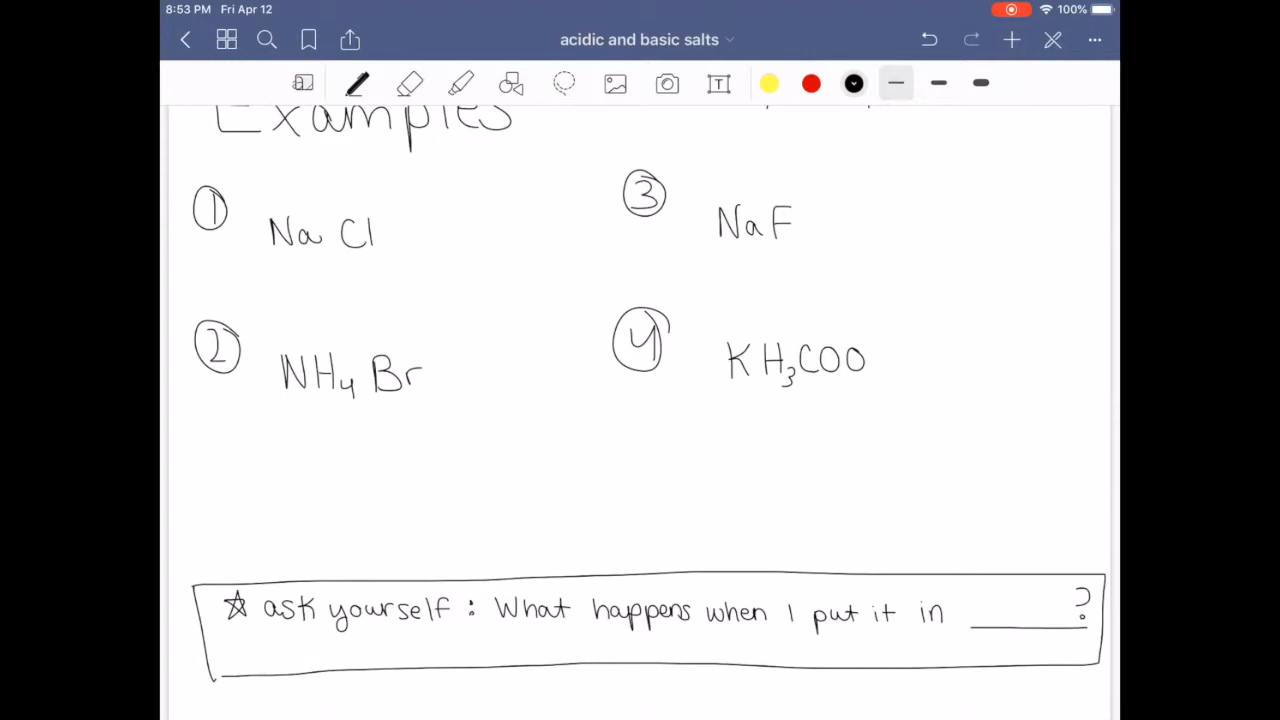 8:53 PM Fri Apr 12
100%
acidic and basic salts
T
Examples
1
NaCl
2
NH4Br
3
NaF
4
KH3COO
☆ ask yourself : What happens when I put it in ______?